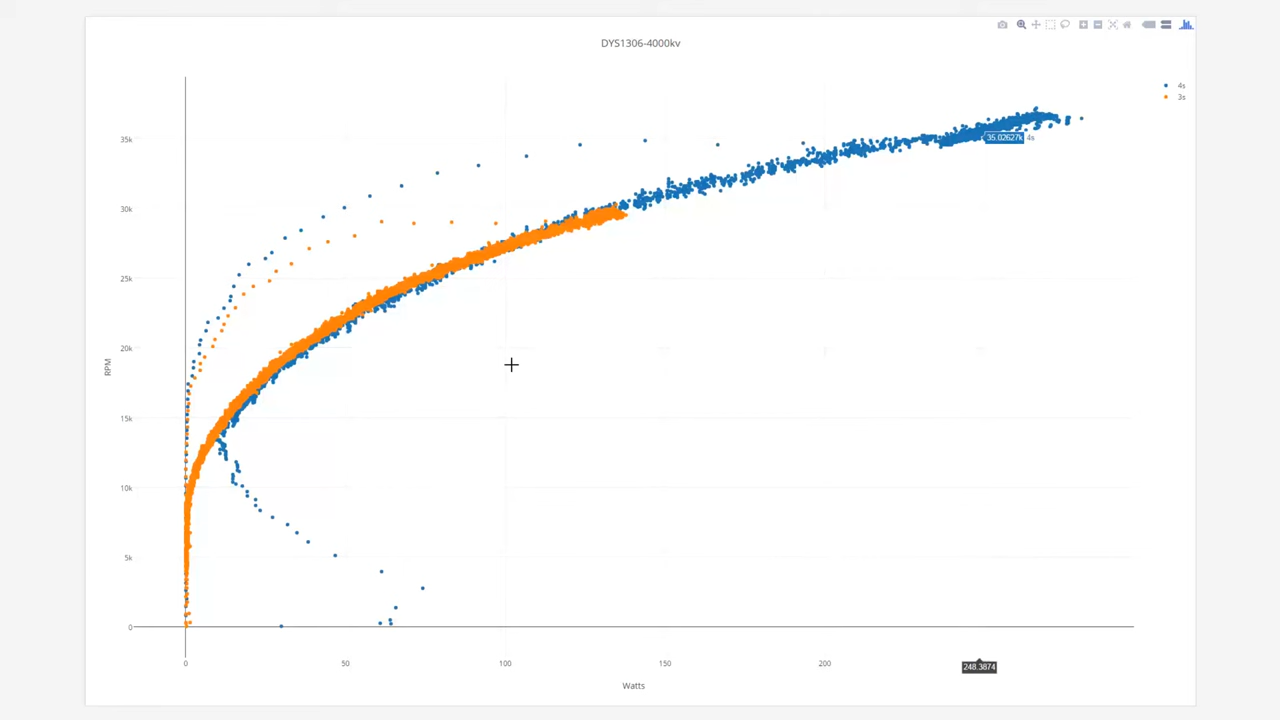 DYS1306-4000kv
4s
3s
35.02627k 4s
35k
30k
25k
20k
15k
10k
5k
0
RPM
0 50 100 150 200
248.3874
Watts